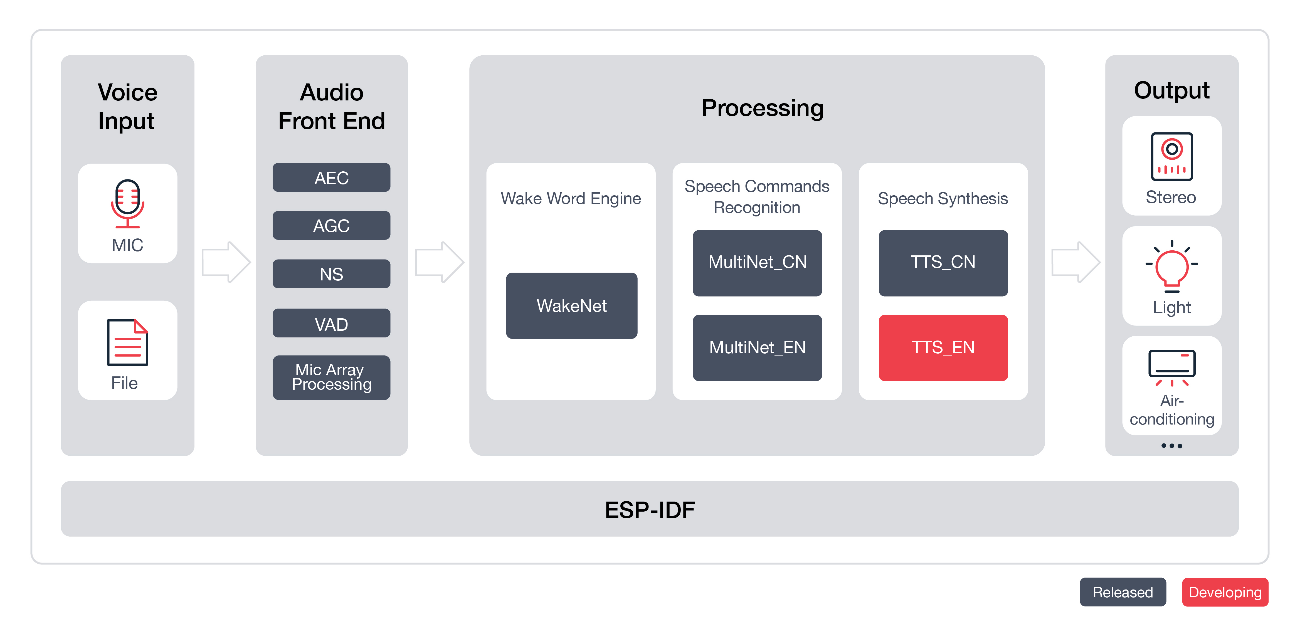 Voice
Input
MIC
File
Audio
Front End
AEC
AGC
NS
VAD
Mic Array
Processing
Processing
Wake Word Engine
WakeNet
Speech Commands
Recognition
MultiNet_CN
MultiNet_EN
Speech Synthesis
TTS_CN
TTS_EN
Output
Stereo
Light
Air-
conditioning
...
ESP-IDF
Released
Developing